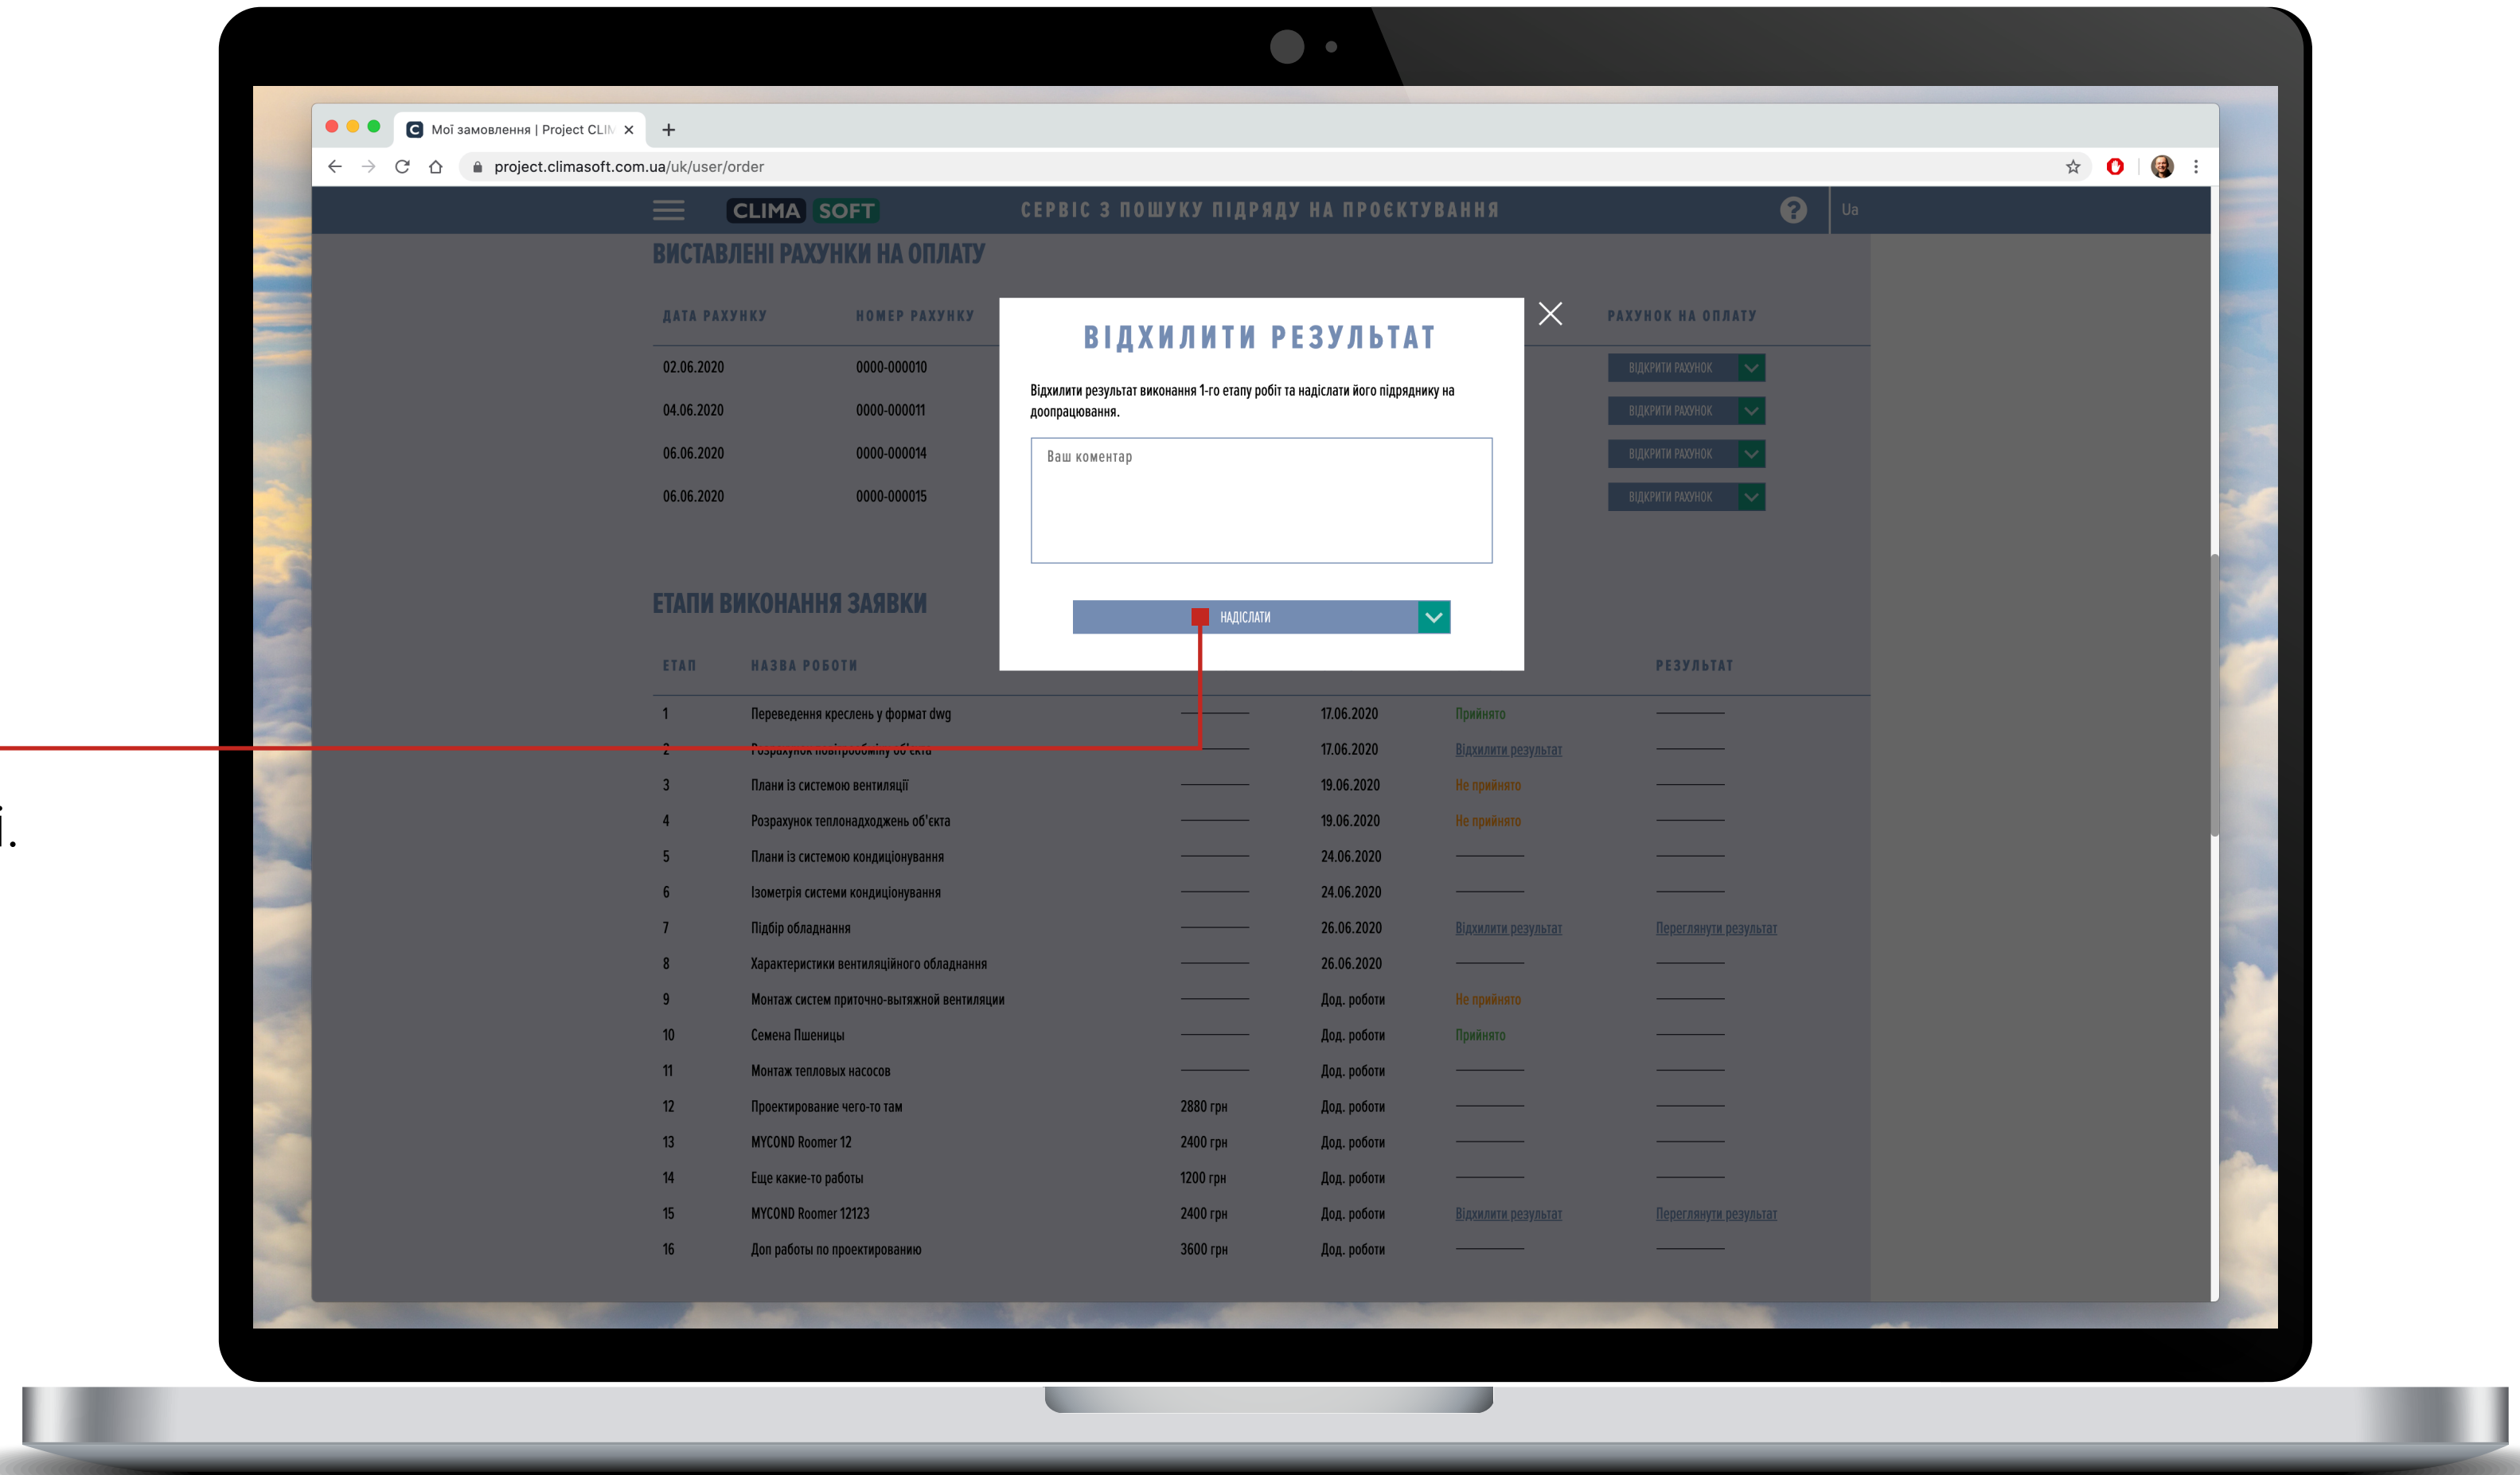 Мої замовлення | Project CLIM
project.climasoft.com.ua/uk/user/order
CLIMA SOFT СЕРВІС З ПОШУКУ ПІДРЯДУ НА ПРОЄКТУВАННЯ ? Ua
ВИСТАВЛЕНІ РАХУНКИ НА ОПЛАТУ
ДАТА РАХУНКУ НОМЕР РАХУНКУ РАХУНОК НА ОПЛАТУ
02.06.2020 0000-000010 ВІДКРИТИ РАХУНОК
04.06.2020 0000-000011 ВІДКРИТИ РАХУНОК
06.06.2020 0000-000014 ВІДКРИТИ РАХУНОК
06.06.2020 0000-000015 ВІДКРИТИ РАХУНОК
ВІДХИЛИТИ РЕЗУЛЬТАТ
Відхилити результат виконання 1-го етапу робіт та надіслати його підряднику на
доопрацювання.
Ваш коментар
НАДІСЛАТИ
ЕТАПИ ВИКОНАННЯ ЗАЯВКИ
ЕТАП НАЗВА РОБОТИ РЕЗУЛЬТАТ
1 Переведення креслень у формат dwg 17.06.2020 Прийнято
2 Розрахунок повітрообміну об'єкта 17.06.2020 Відхилити результат
3 Плани із системою вентиляції 19.06.2020 Не прийнято
4 Розрахунок теплонадходжень об'єкта 19.06.2020 Не прийнято
5 Плани із системою кондиціонування 24.06.2020
6 Ізометрія системи кондиціонування 24.06.2020
7 Підбір обладнання 26.06.2020 Відхилити результат Переглянути результат
8 Характеристики вентиляційного обладнання 26.06.2020
9 Монтаж систем приточно-вытяжной вентиляции Дод. роботи Не прийнято
10 Семена Пшеницы Дод. роботи Прийнято
11 Монтаж тепловых насосов Дод. роботи
12 Проектирование чего-то там 2880 грн Дод. роботи
13 MYCOND Roomer 12 2400 грн Дод. роботи
14 Еще какие-то работы 1200 грн Дод. роботи
15 MYCOND Roomer 12123 2400 грн Дод. роботи Відхилити результат Переглянути результат
16 Доп работы по проектированию 3600 грн Дод. роботи